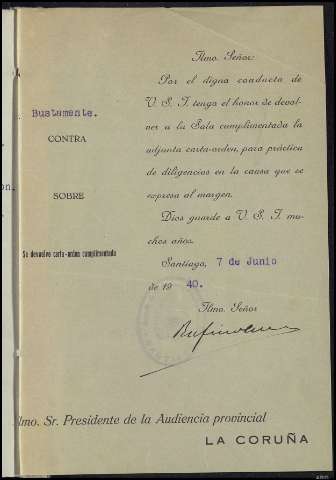 Ilmo. Señor:
Por el digno conducto de
V. S. I. tengo el honor de devol-
ver a la Sala cumplimentada la
adjunta carta-orden, para práctica
de diligencias en la causa que se
expresa al margen.
Dios guarde a V. S. I. mu-
chos años.
Santiago, 7 de Junio
de 1940.
Ilmo. Señor
Bustamente.
CONTRA
SOBRE
Se devuelve carta-orden cumplimentada
Ilmo. Sr. Presidente de la Audiencia provincial
LA CORUÑA